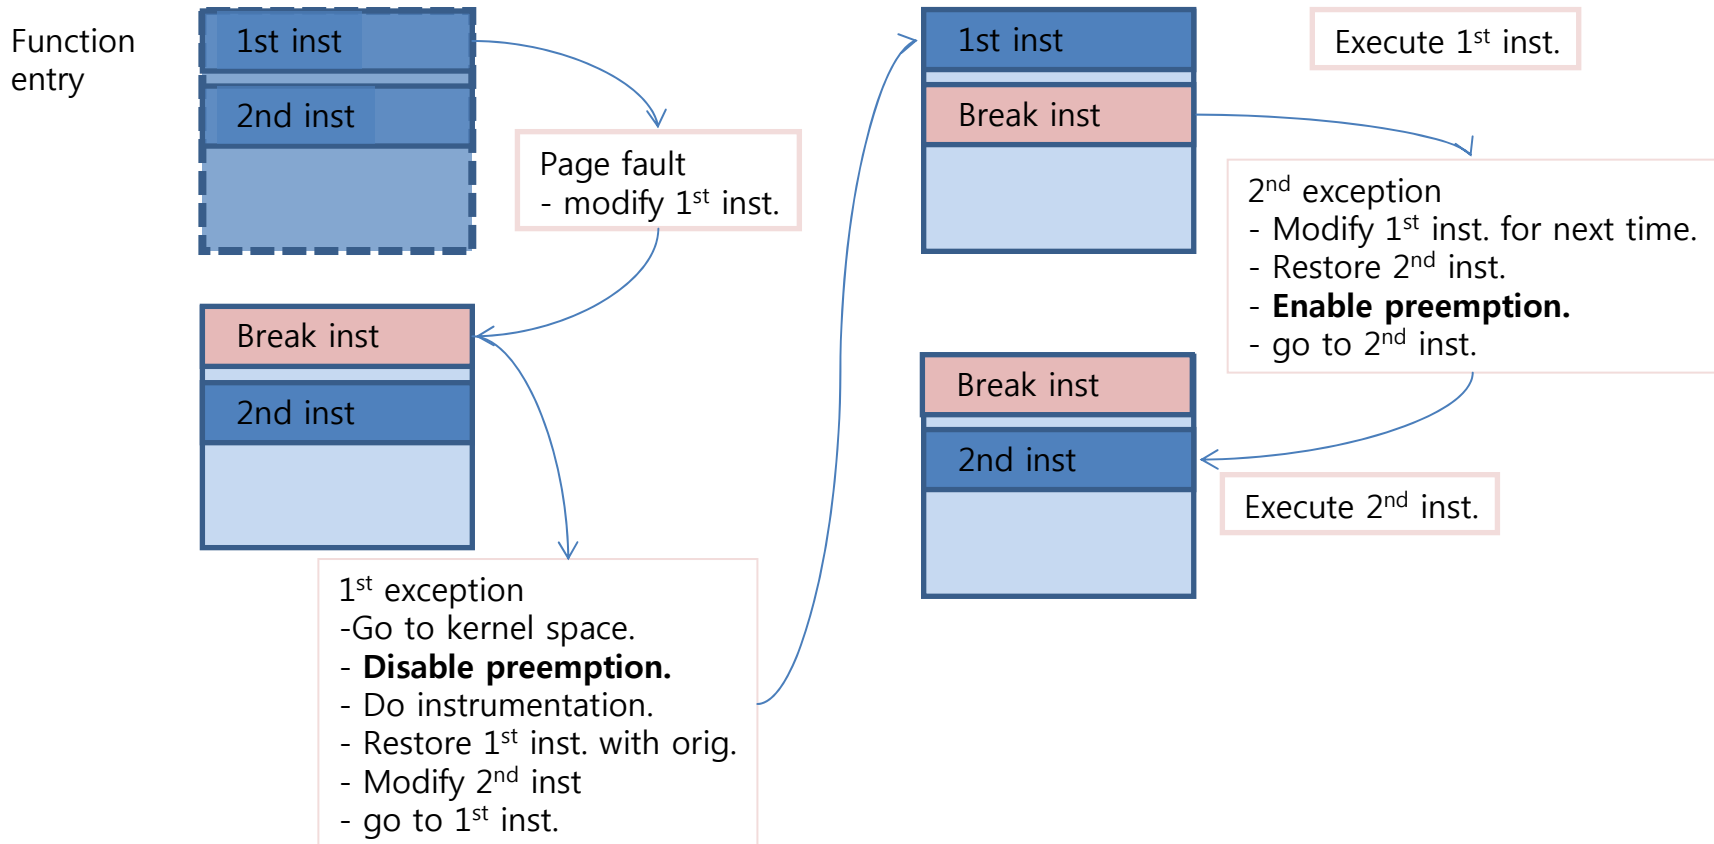 Function
entry
1st inst
2nd inst
Page fault
- modify 1st inst.
Break inst
2nd inst
1st exception
-Go to kernel space.
- Disable preemption.
- Do instrumentation.
- Restore 1st inst. with orig.
- Modify 2nd inst
- go to 1st inst.
1st inst
Break inst
Execute 1st inst.
2nd exception
- Modify 1st inst. for next time.
- Restore 2nd inst.
- Enable preemption.
- go to 2nd inst.
Break inst
2nd inst
Execute 2nd inst.